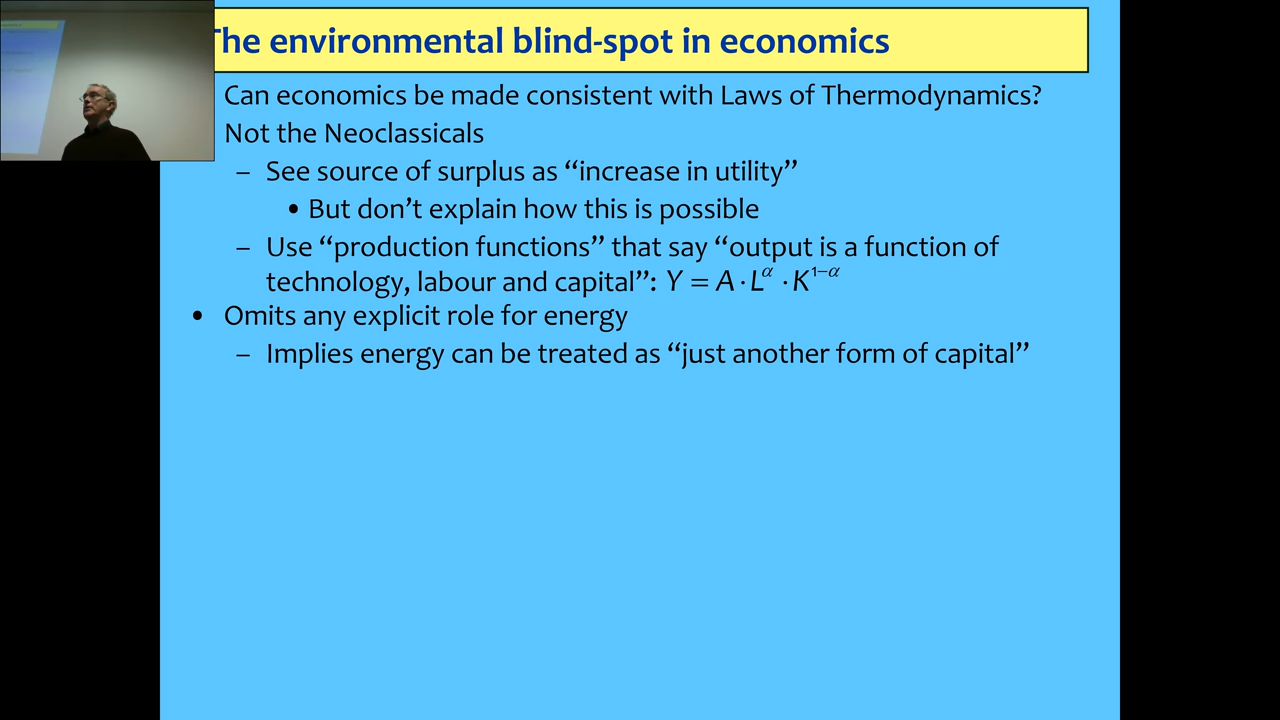 The environmental blind-spot in economics
Can economics be made consistent with Laws of Thermodynamics?
Not the Neoclassicals
– See source of surplus as “increase in utility”
• But don’t explain how this is possible
– Use “production functions” that say “output is a function of
technology, labour and capital”: Y = A · L^α · K^{1−α}
• Omits any explicit role for energy
– Implies energy can be treated as “just another form of capital”